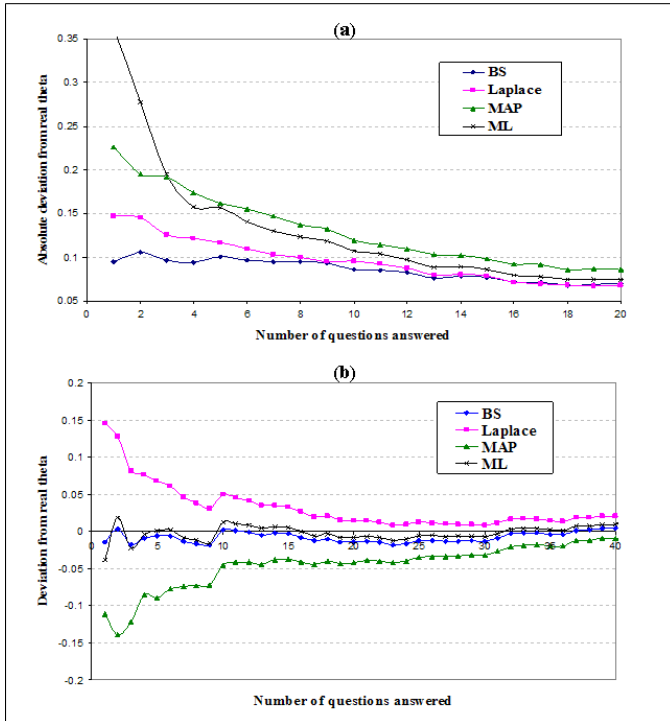 (a)
Absolute deviation from real theta
0.35
0.3
0.25
0.2
0.15
0.1
0.05
BS
Laplace
MAP
ML
0 2 4 6 8 10 12 14 16 18 20
Number of questions answered
(b)
Deviation from real theta
0.2
0.15
0.1
0.05
0
-0.05
-0.1
-0.15
-0.2
BS
Laplace
MAP
ML
0 5 10 15 20 25 30 35 40
Number of questions answered